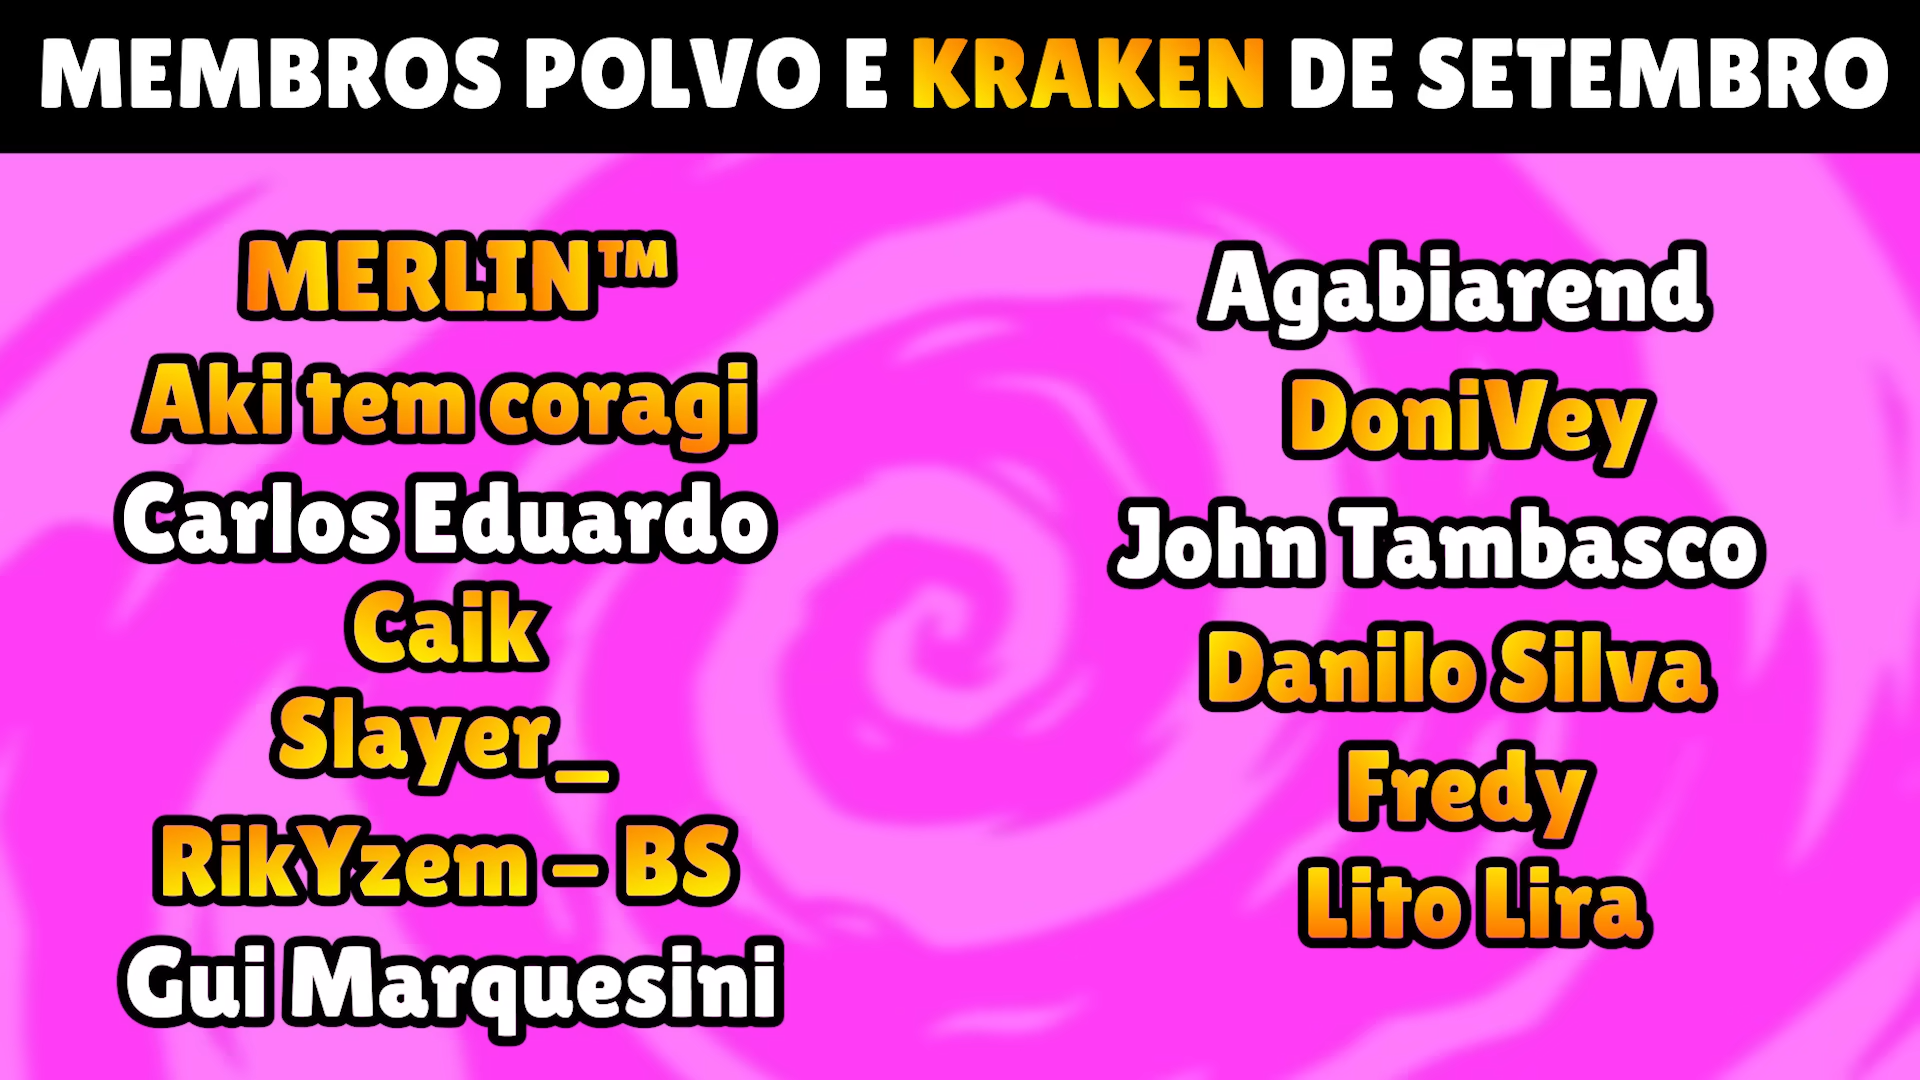 MEMBROS POLVO E KRAKEN DE SETEMBRO
MERLIN™
Aki tem coragi
Carlos Eduardo
Caik
Slayer_
RikYzem – BS
Gui Marquesini
Agabiarend
DoniVey
John Tambasco
Danilo Silva
Fredy
Lito Lira